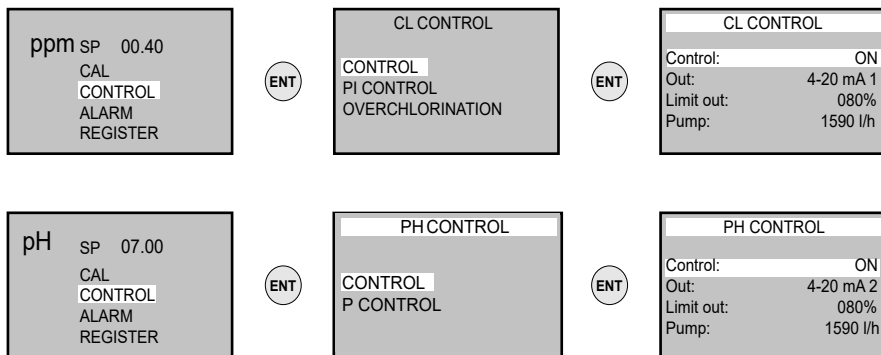 ppm SP 00.40
CAL
CONTROL
ALARM
REGISTER
ENT
CL CONTROL
CONTROL
PI CONTROL
OVERCHLORINATION
ENT
CL CONTROL
Control: ON
Out: 4-20 mA 1
Limit out: 080%
Pump: 1590 l/h
pH SP 07.00
CAL
CONTROL
ALARM
REGISTER
ENT
PH CONTROL
CONTROL
P CONTROL
ENT
PH CONTROL
Control: ON
Out: 4-20 mA 2
Limit out: 080%
Pump: 1590 l/h